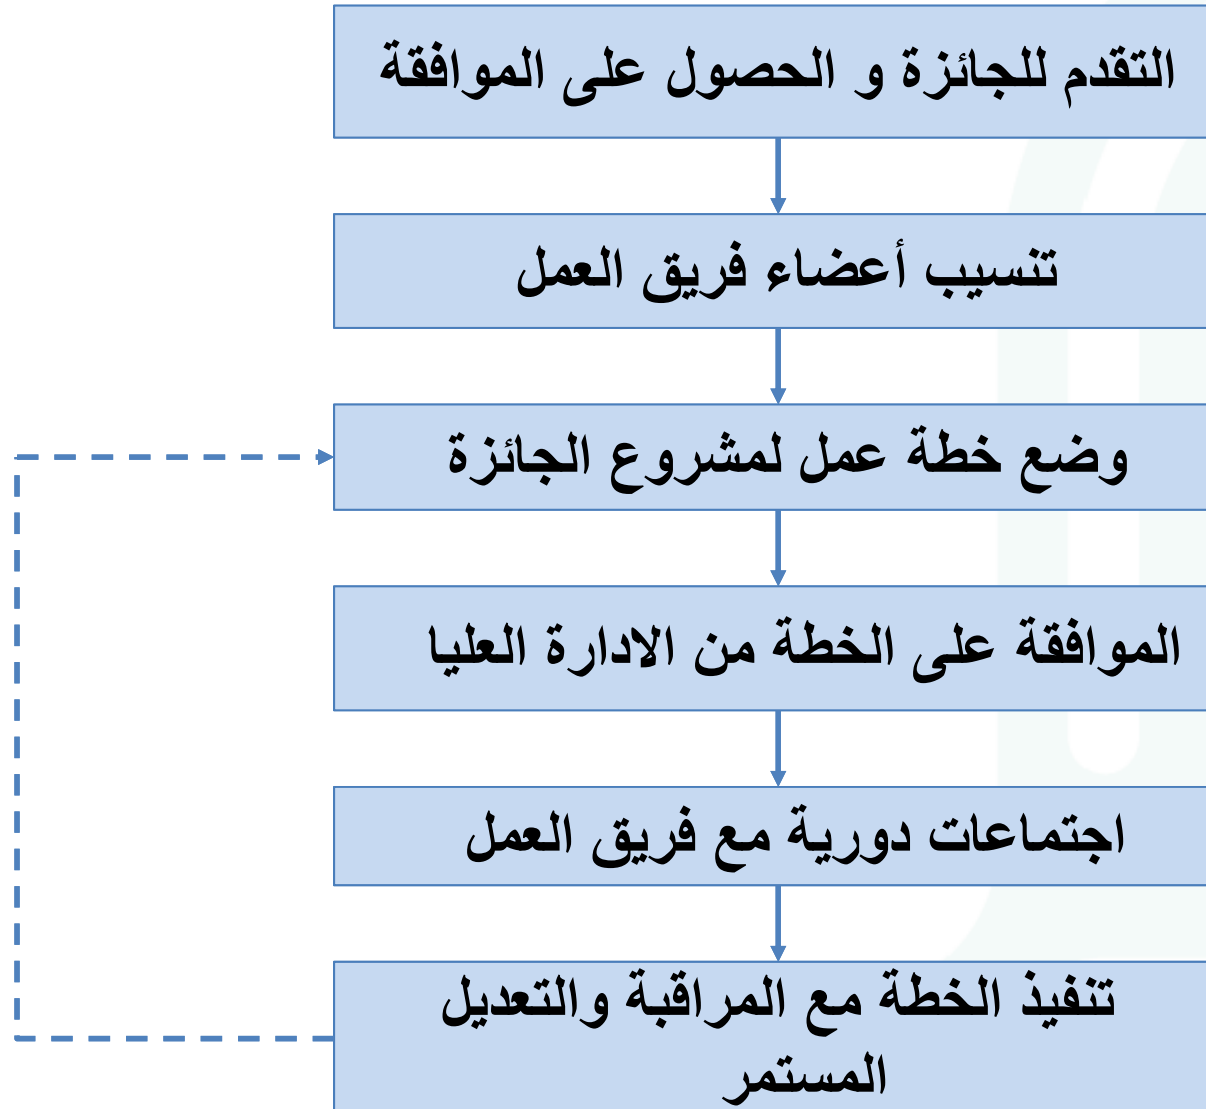 التقدم للجائزة و الحصول على الموافقة
تنسيب أعضاء فريق العمل
وضع خطة عمل لمشروع الجائزة
الموافقة على الخطة من الادارة العليا
اجتماعات دورية مع فريق العمل
تنفيذ الخطة مع المراقبة والتعديل
المستمر